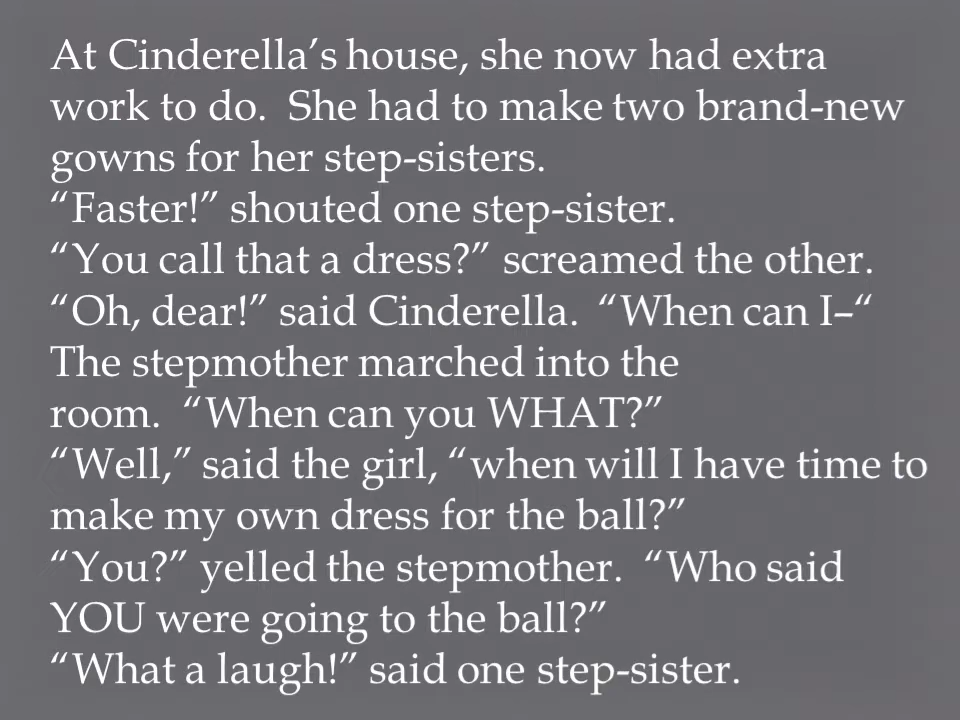 At Cinderella’s house, she now had extra
work to do.  She had to make two brand-new
gowns for her step-sisters.
“Faster!” shouted one step-sister.
“You call that a dress?” screamed the other.
“Oh, dear!” said Cinderella.  “When can I–“
The stepmother marched into the
room.  “When can you WHAT?”
“Well,” said the girl, “when will I have time to
make my own dress for the ball?”
“You?” yelled the stepmother.  “Who said
YOU were going to the ball?”
“What a laugh!” said one step-sister.